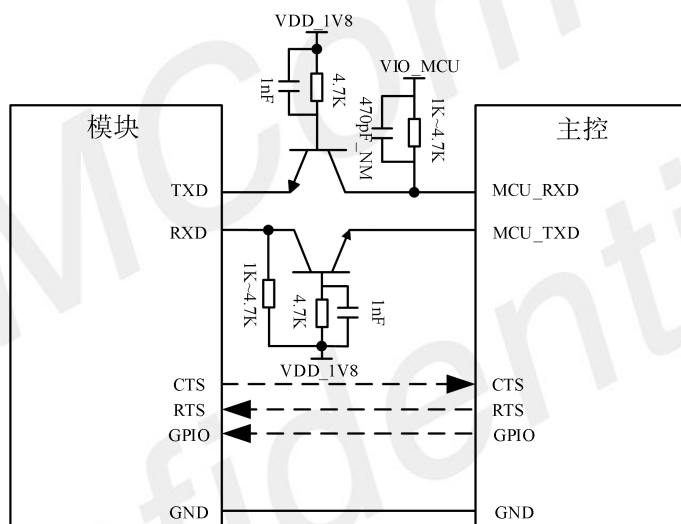 VDD_1V8
1nF
4.7K
VIO_MCU
470pF_NM
1K~4.7K
模块
主控
TXD
MCU_RXD
RXD
MCU_TXD
1K~4.7K
4.7K
1nF
VDD_1V8
CTS
CTS
RTS
RTS
GPIO
GPIO
GND
GND